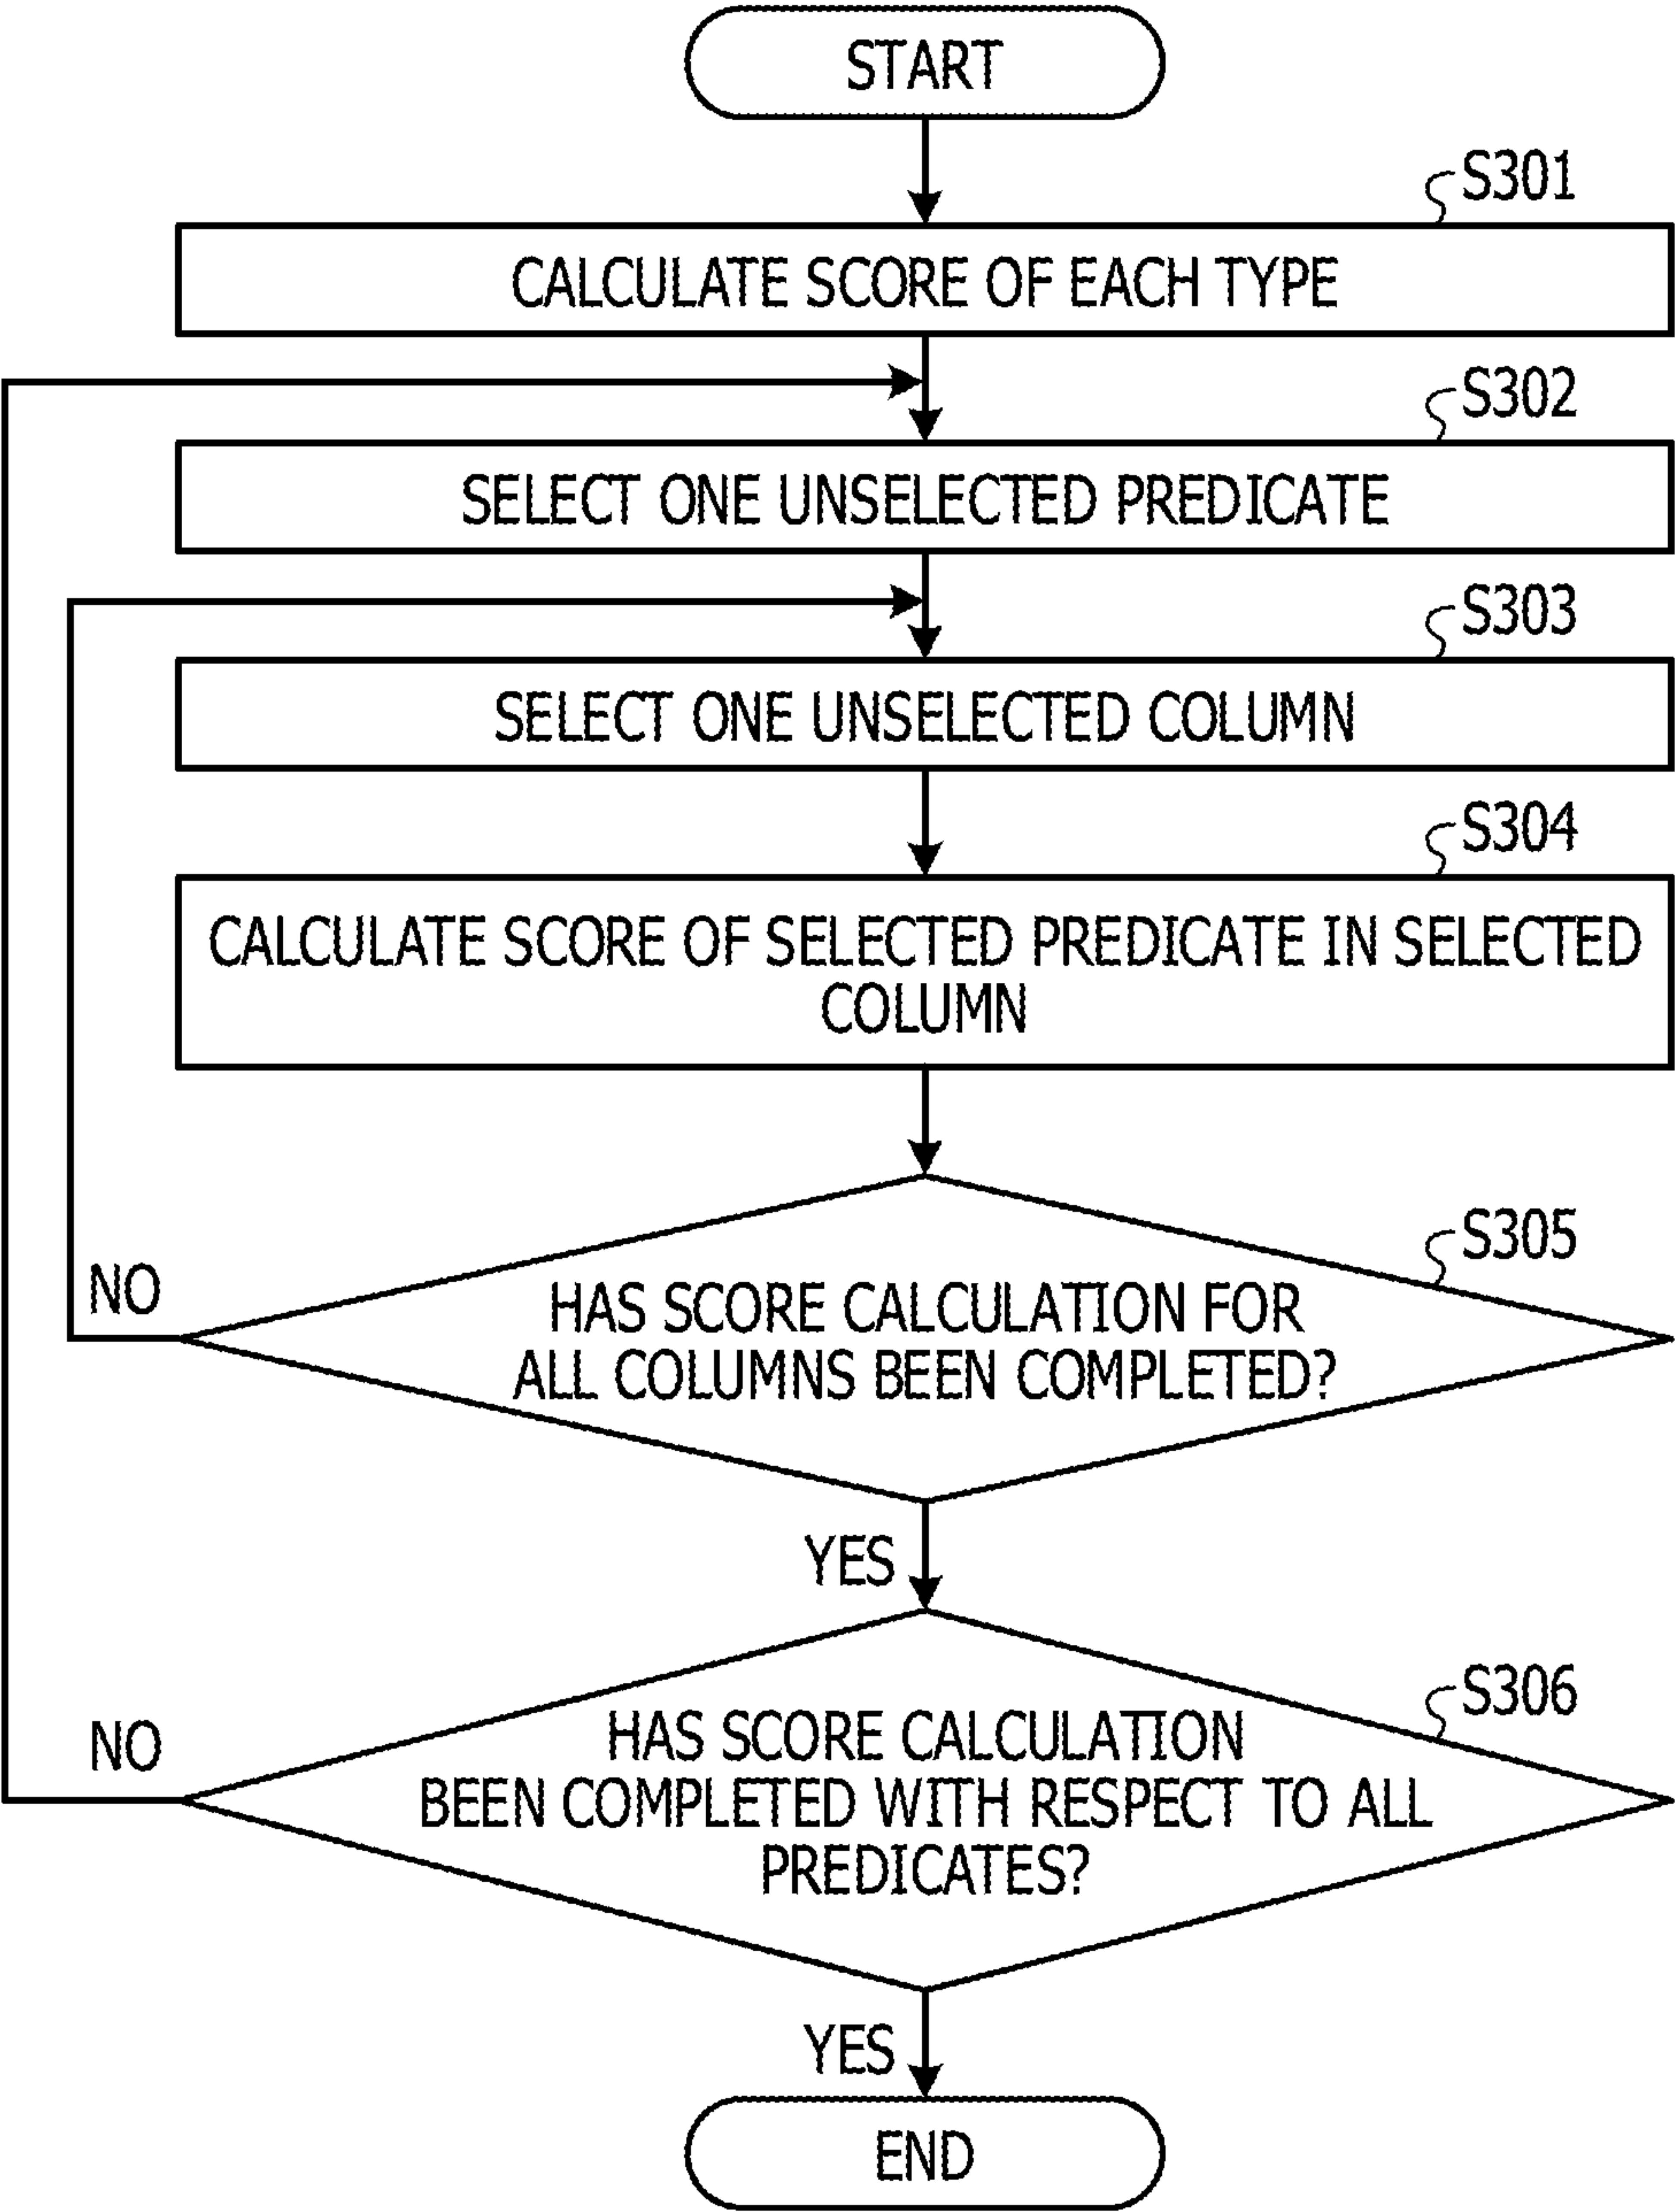 START
S301
CALCULATE SCORE OF EACH TYPE
S302
SELECT ONE UNSELECTED PREDICATE
S303
SELECT ONE UNSELECTED COLUMN
S304
CALCULATE SCORE OF SELECTED PREDICATE IN SELECTED
COLUMN
S305
NO
HAS SCORE CALCULATION FOR
ALL COLUMNS BEEN COMPLETED?
YES
S306
NO
HAS SCORE CALCULATION
BEEN COMPLETED WITH RESPECT TO ALL
PREDICATES?
YES
END